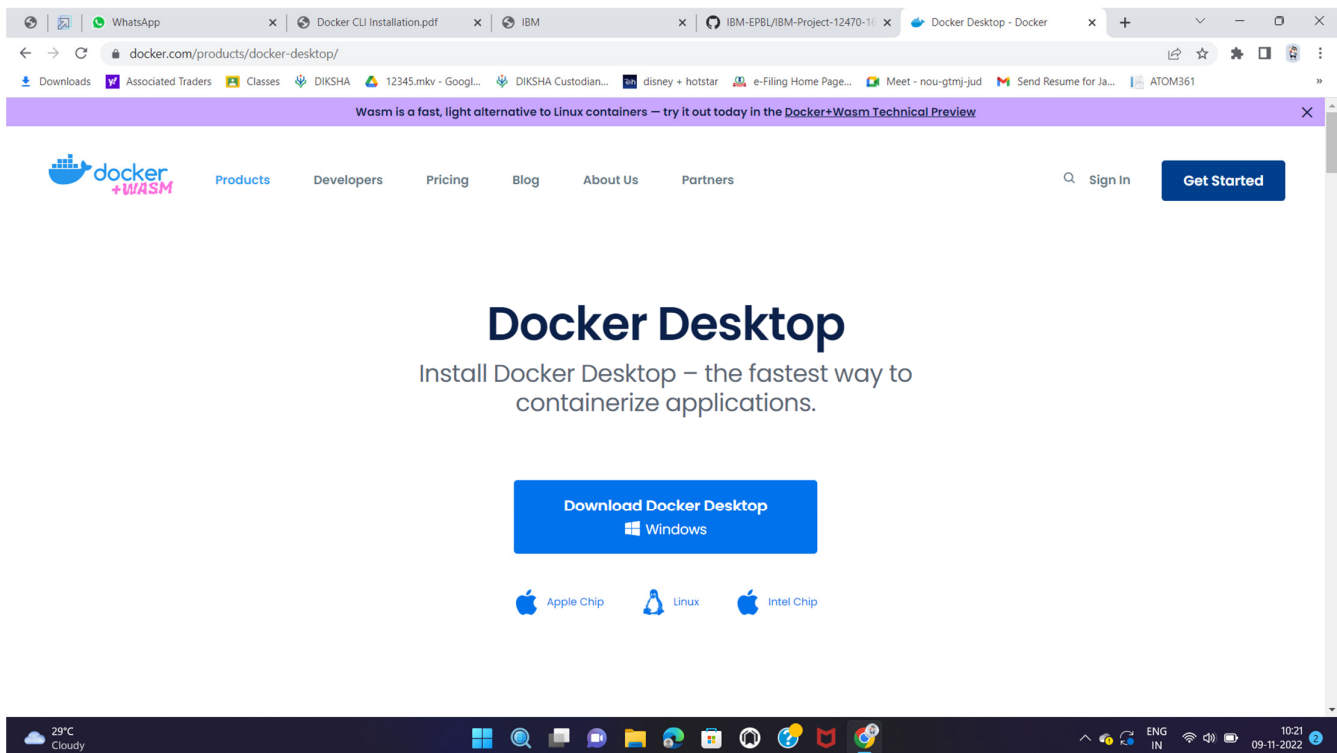 WhatsApp
Docker CLI Installation.pdf
IBM
IBM-EPBL/IBM-Project-12470-16
Docker Desktop - Docker
docker.com/products/docker-desktop/
Downloads
Associated Traders
Classes
DIKSHA
12345.mkv - Googl...
DIKSHA Custodian...
disney + hotstar
e-Filing Home Page...
Meet - nou-gtmj-jud
Send Resume for Ja...
ATOM361
»
Wasm is a fast, light alternative to Linux containers — try it out today in the Docker+Wasm Technical Preview
docker
+WASM
Products
Developers
Pricing
Blog
About Us
Partners
Sign In
Get Started
Docker Desktop
Install Docker Desktop – the fastest way to
containerize applications.
Download Docker Desktop
Windows
Apple Chip
Linux
Intel Chip
29°C
Cloudy
ENG
IN
10:21
09-11-2022
2